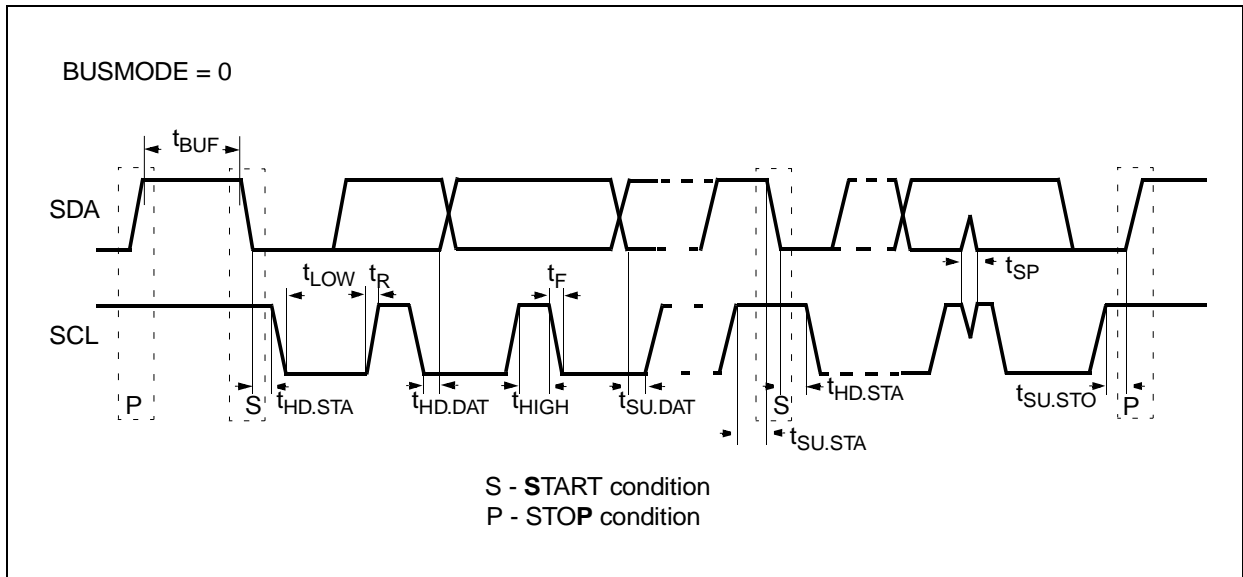 BUSMODE = 0
tBUF
SDA
tLOW
tR
tF
tSP
SCL
P
S
tHD.STA
tHD.DAT
tHIGH
tSU.DAT
S
tHD.STA
tSU.STO
P
tSU.STA
S - START condition
P - STOP condition